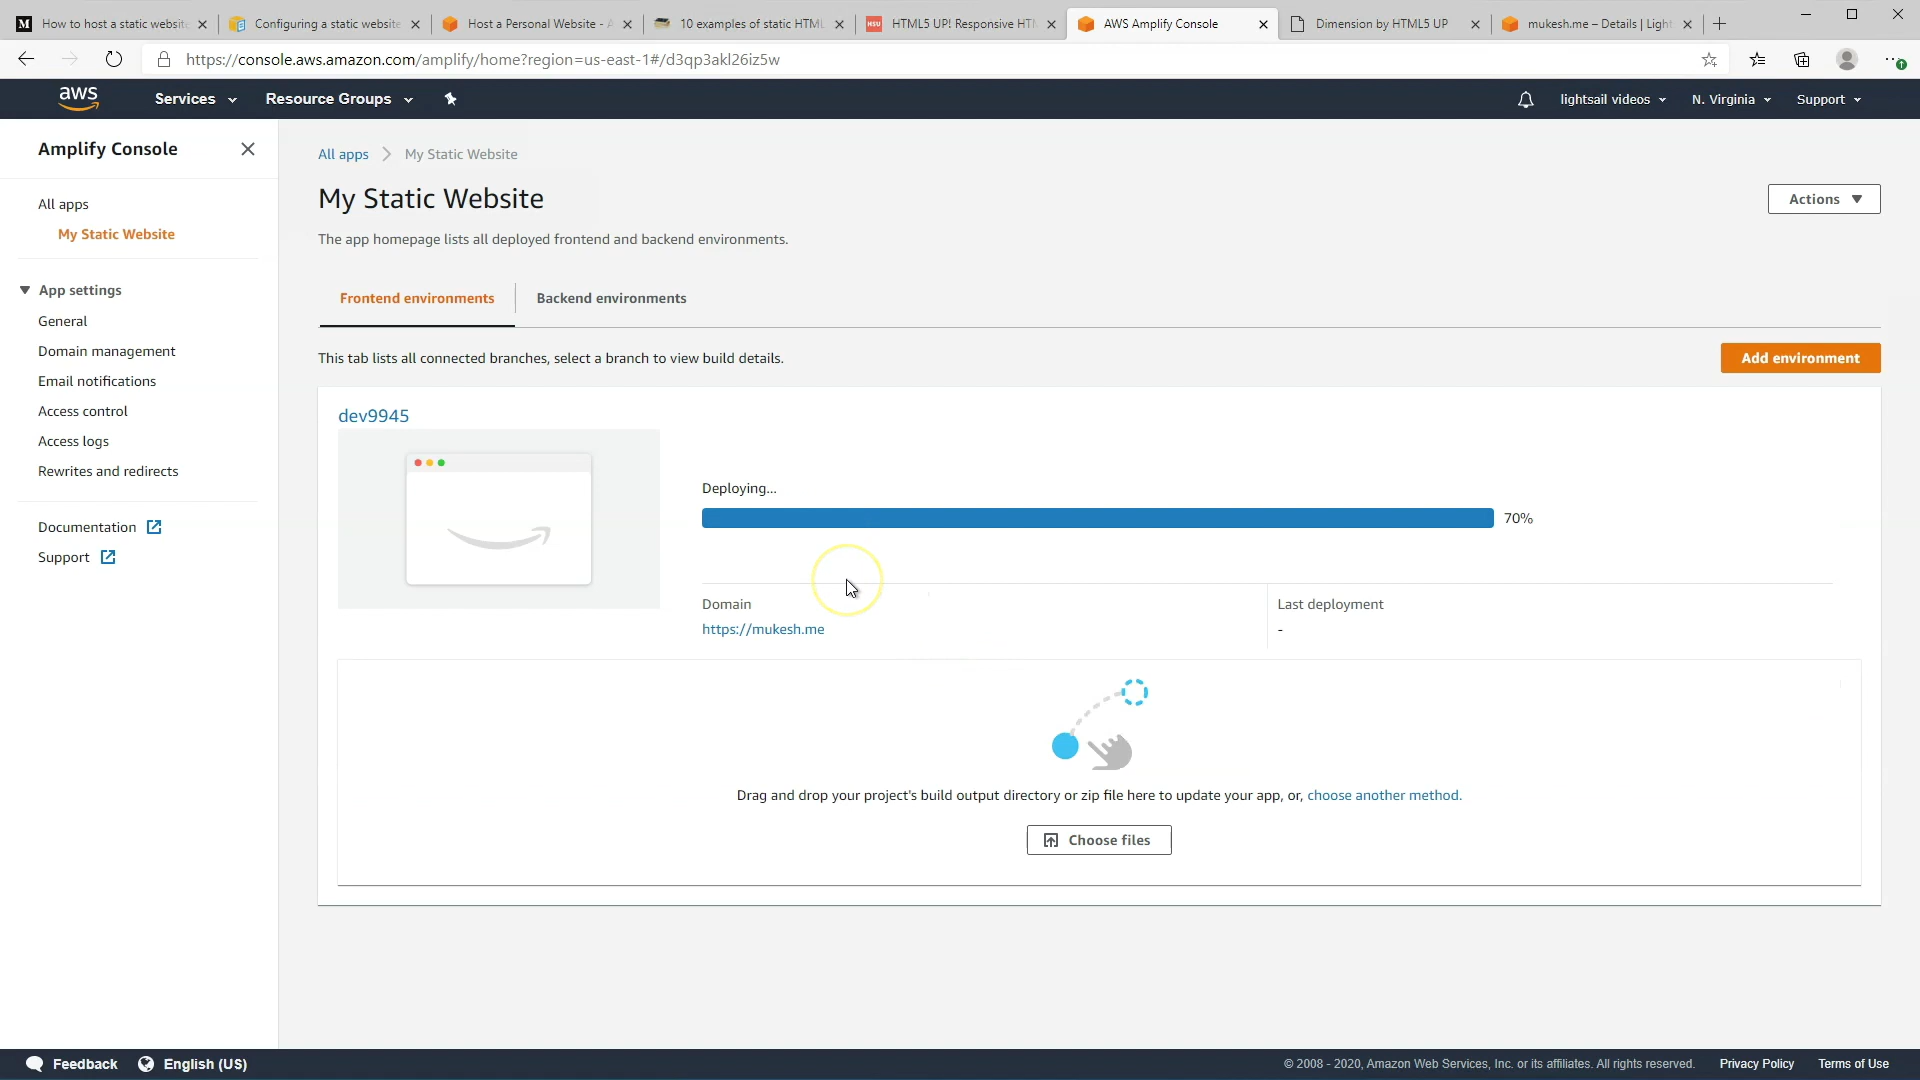 How to host a static websit
Configuring a static website
Host a Personal Website - A
10 examples of static HTML
HTML5 UP! Responsive HT
AWS Amplify Console
Dimension by HTML5 UP
mukesh.me – Details | Light
https://console.aws.amazon.com/amplify/home?region=us-east-1#/d3qp3akl26iz5w
aws
Services
Resource Groups
lightsail videos
N. Virginia
Support
Amplify Console
All apps
My Static Website
App settings
General
Domain management
Email notifications
Access control
Access logs
Rewrites and redirects
Documentation
Support
All apps > My Static Website
My Static Website
Actions
The app homepage lists all deployed frontend and backend environments.
Frontend environments
Backend environments
This tab lists all connected branches, select a branch to view build details.
Add environment
dev9945
Deploying...
70%
Domain
https://mukesh.me
Last deployment
-
Drag and drop your project's build output directory or zip file here to update your app, or, choose another method.
Choose files
Feedback
English (US)
© 2008 - 2020, Amazon Web Services, Inc. or its affiliates. All rights reserved.
Privacy Policy
Terms of Use